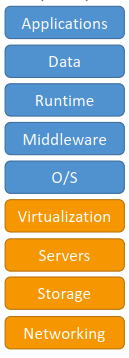 Applications
Data
Runtime
Middleware
O/S
Virtualization
Servers
Storage
Networking